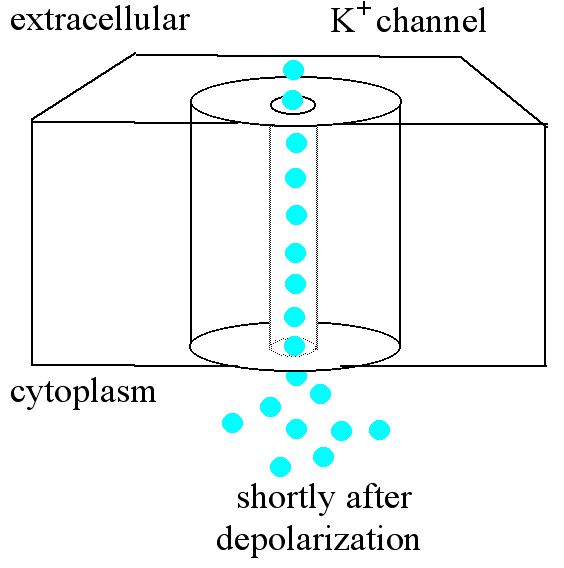 extracellular
K+ channel
cytoplasm
shortly after
depolarization